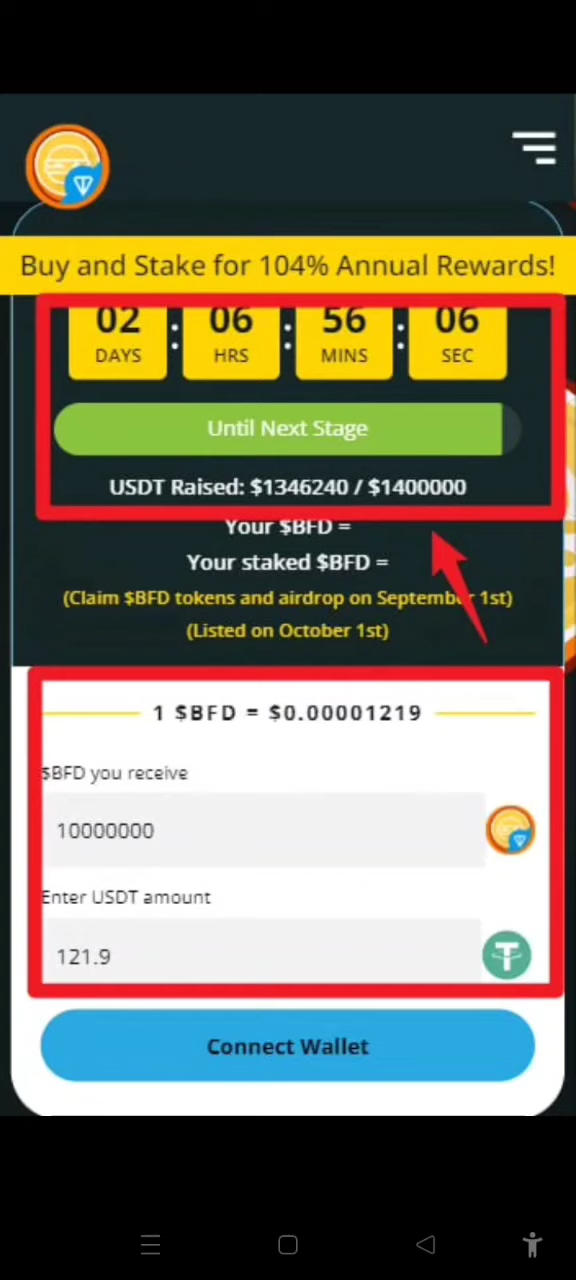 Buy and Stake for 104% Annual Rewards!
02 : 06 : 56 : 06
DAYS HRS MINS SEC
Until Next Stage
USDT Raised: $1346240 / $1400000
Your $BFD =
Your staked $BFD =
(Claim $BFD tokens and airdrop on September 1st)
(Listed on October 1st)
1 $BFD = $0.00001219
$BFD you receive
10000000
Enter USDT amount
121.9
Connect Wallet